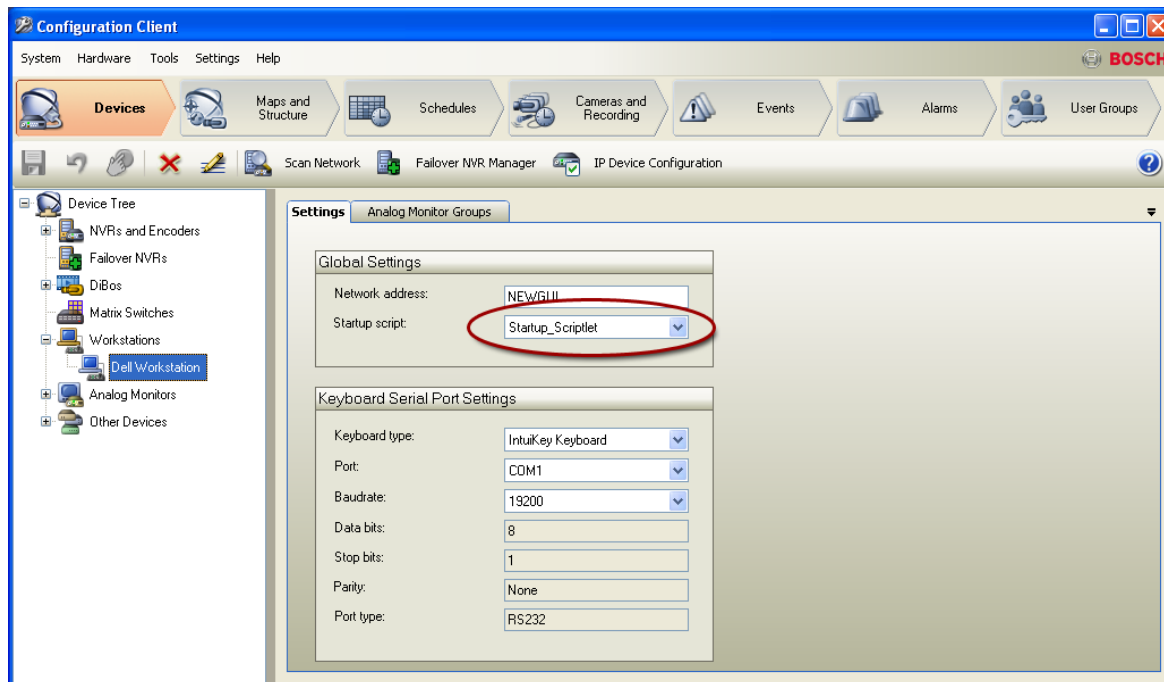 Configuration Client
System Hardware Tools Settings Help
BOSCH
Devices
Maps and
Structure
Schedules
Cameras and
Recording
Events
Alarms
User Groups
Scan Network Failover NVR Manager IP Device Configuration
Device Tree
NVRs and Encoders
Failover NVRs
DiBos
Matrix Switches
Workstations
Dell Workstation
Analog Monitors
Other Devices
Settings Analog Monitor Groups
Global Settings
Network address: NEWGUI
Startup script: Startup_Scriptlet
Keyboard Serial Port Settings
Keyboard type: IntuiKey Keyboard
Port: COM1
Baudrate: 19200
Data bits: 8
Stop bits: 1
Parity: None
Port type: RS232